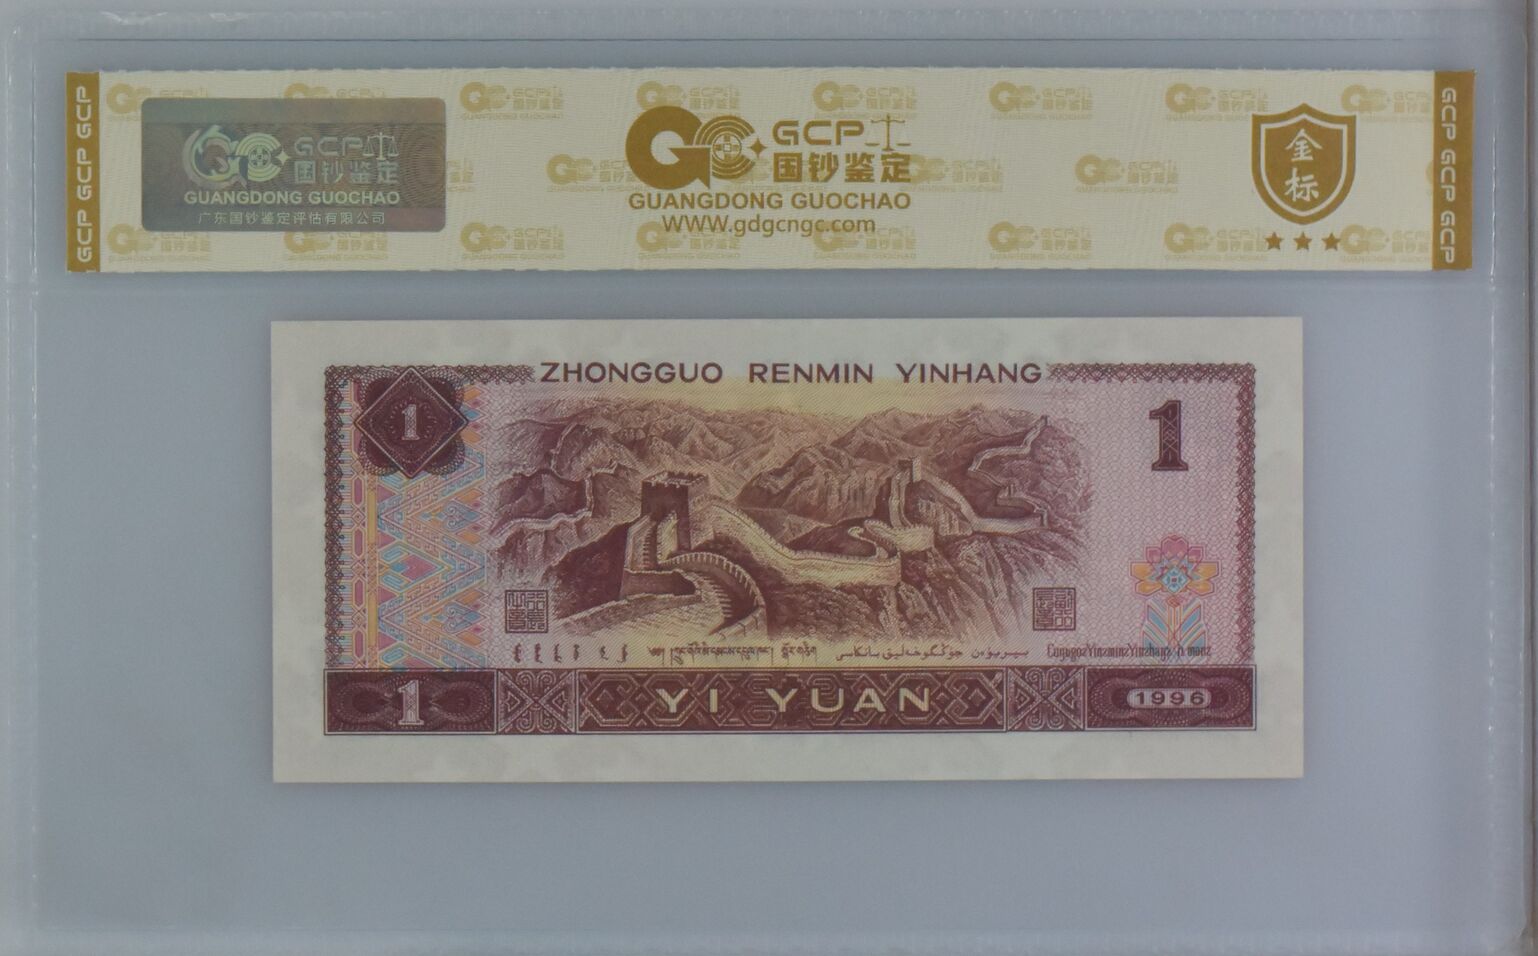 GCP GCP GCP
GCP 国钞鉴定
GUANGDONG GUOCHAO
广东国钞鉴定评估有限公司
GCP
国钞鉴定
GUANGDONG GUOCHAO
WWW.gdgcngc.com
金标
GCP GCP GCP
ZHONGGUO RENMIN YINHANG
1
1
1
YI YUAN
1996